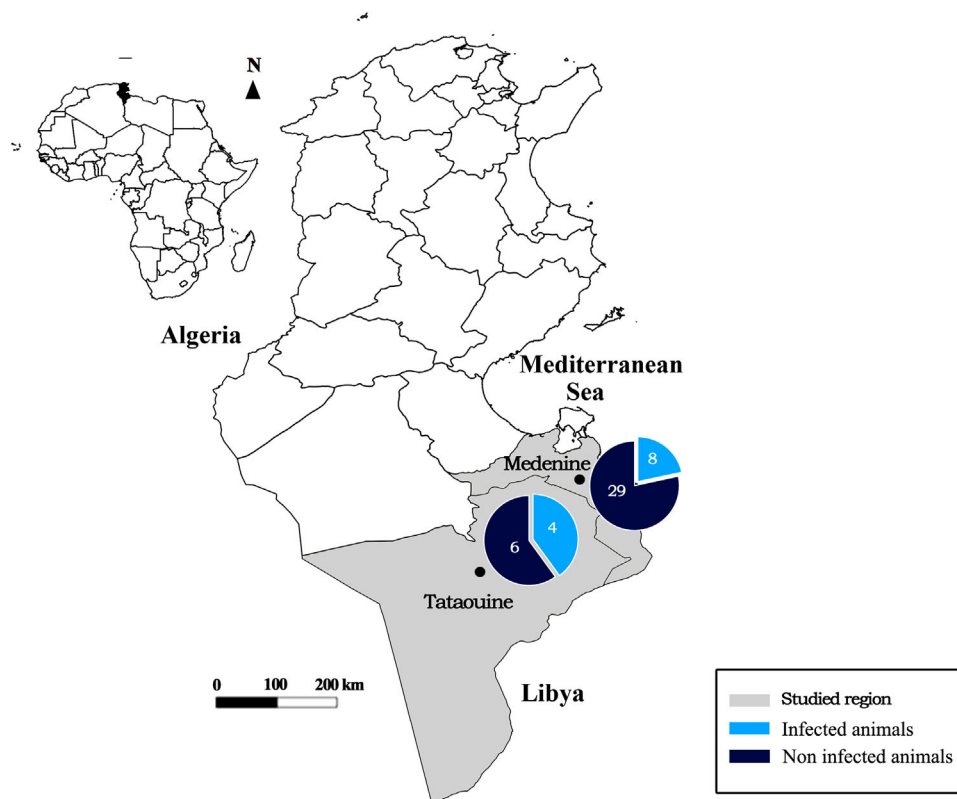 N
Algeria
Mediterranean
Sea
Medenine
8
29
4
6
Tataouine
0 100 200 km
Libya
Studied region
Infected animals
Non infected animals